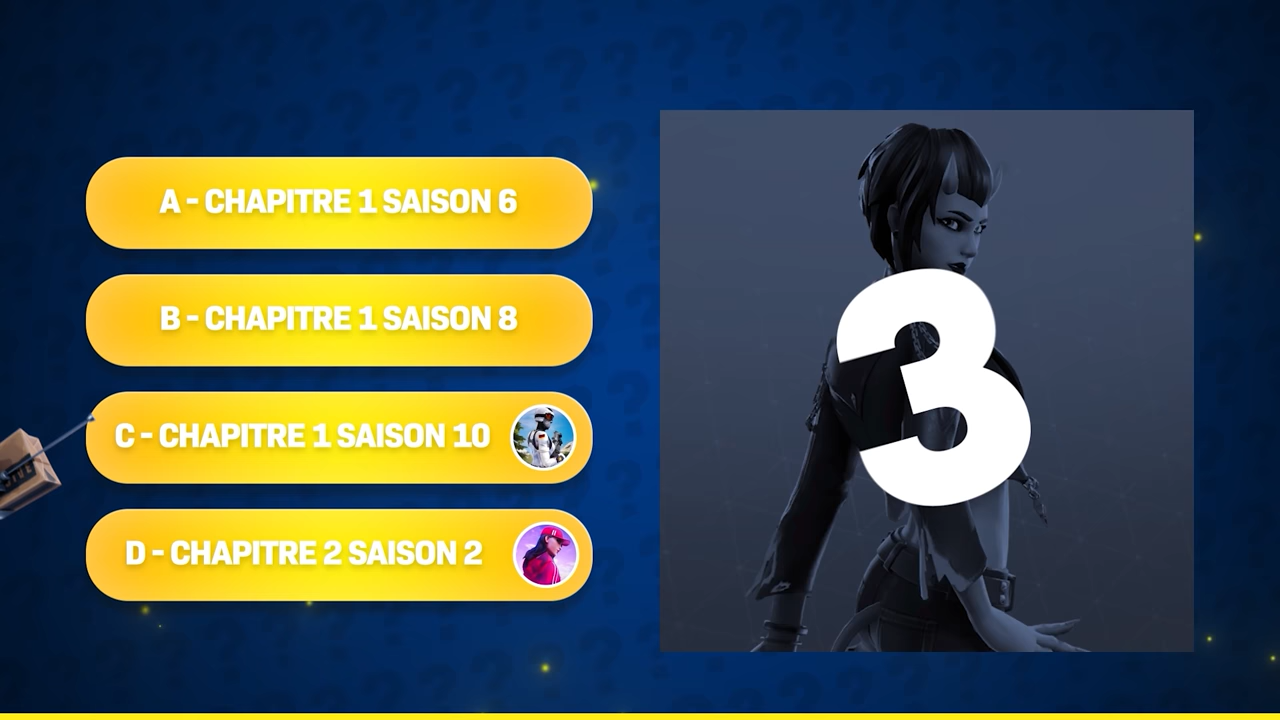 A - CHAPITRE 1 SAISON 6
B - CHAPITRE 1 SAISON 8
C - CHAPITRE 1 SAISON 10
D - CHAPITRE 2 SAISON 2
3